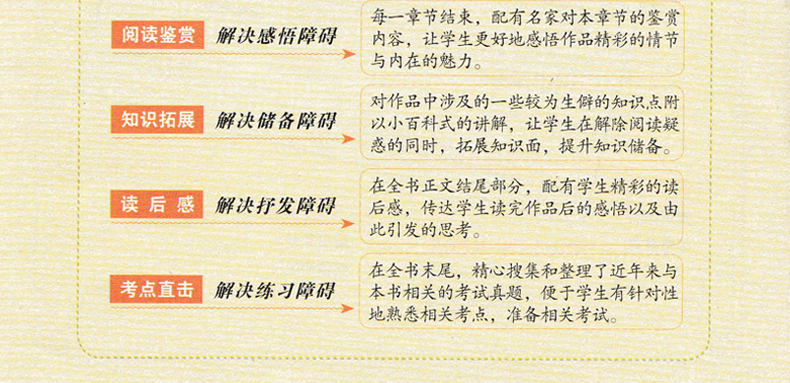 阅读鉴赏 解决感悟障碍
每一章节结束，配有名家对本章节的鉴赏
内容，让学生更好地感悟作品精彩的情节
与内在的魅力。
知识拓展 解决储备障碍
对作品中涉及的一些较为生僻的知识点附
以小百科式的讲解，让学生在解除阅读疑
惑的同时，拓展知识面，提升知识储备。
读后感 解决抒发障碍
在全书正文结尾部分，配有学生精彩的读
后感，传达学生读完作品后的感悟以及由
此引发的思考。
考点直击 解决练习障碍
在全书末尾，精心搜集和整理了近年来与
本书相关的考试真题，便于学生有针对性
地熟悉相关考点，准备相关考试。